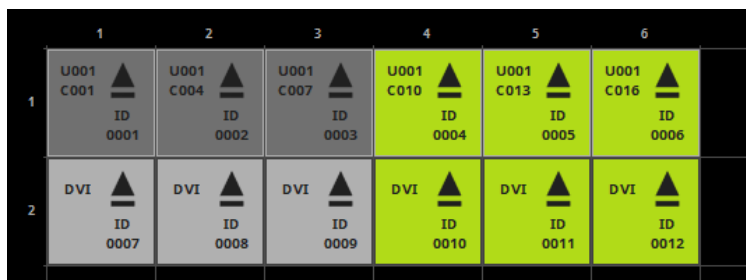 1 2 3 4 5 6
1
U001 U001 U001 U001 U001 U001
C001 C004 C007 C010 C013 C016
ID ID ID ID ID ID
0001 0002 0003 0004 0005 0006
2
DVI DVI DVI DVI DVI DVI
ID ID ID ID ID ID
0007 0008 0009 0010 0011 0012